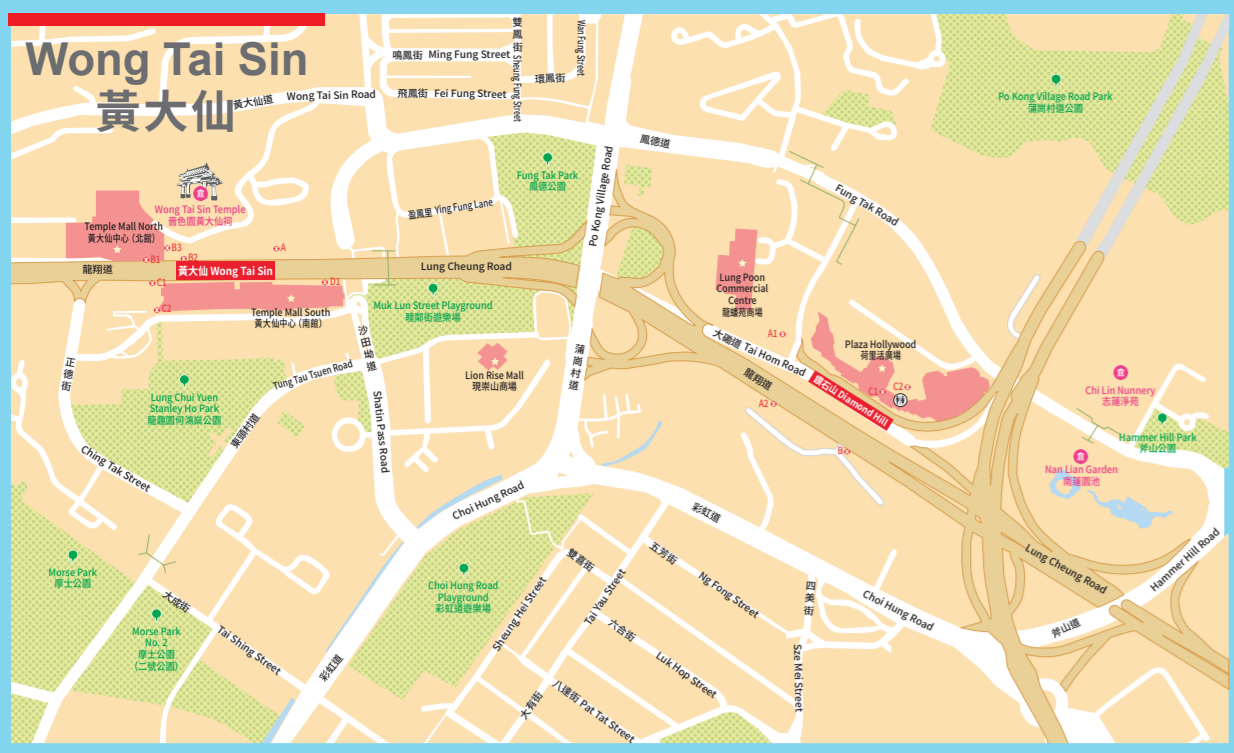 Wong Tai Sin
黃大仙
雙鳳街 Sheung Fung Street
Wan Fung Street
鳴鳳街 Ming Fung Street
環鳳街
飛鳳街 Fei Fung Street
黃大仙道 Wong Tai Sin Road
Po Kong Village Road Park
蒲崗村道公園
鳳德道
Fung Tak Road
Fung Tak Park
鳳德公園
Po Kong Village Road
盈鳳里 Ying Fung Lane
Wong Tai Sin Temple
嗇色園黃大仙祠
Temple Mall North
黃大仙中心（北館）
B3
A
B1
B2
龍翔道
黃大仙 Wong Tai Sin
Lung Cheung Road
C1
D1
C2
Temple Mall South
黃大仙中心（南館）
Muk Lun Street Playground
睦鄰街遊樂場
Lung Poon
Commercial
Centre
龍蟠苑商場
A1
大磡道 Tai Hom Road
Plaza Hollywood
荷里活廣場
沙田坳道
蒲崗村道
正德街
Tung Tau Tsuen Road
Lion Rise Mall
現崇山商場
龍翔道
鑽石山 Diamond Hill
C1
C2
A2
B
Chi Lin Nunnery
志蓮淨苑
Lung Chui Yuen
Stanley Ho Park
龍趣園何鴻燊公園
東頭村道
Shatin Pass Road
Hammer Hill Park
斧山公園
Nan Lian Garden
南蓮園池
Ching Tak Street
Choi Hung Road
彩虹道
Morse Park
摩士公園
Choi Hung Road
Playground
彩虹道遊樂場
雙喜街
五芳街
Ng Fong Street
四美街
Choi Hung Road
Lung Cheung Road
Hammer Hill Road
斧山道
大成街
Tai Shing Street
Morse Park
No. 2
摩士公園
(二號公園)
Sheung Hei Street
Tai Yau Street
六合街
Luk Hop Street
Sze Mei Street
彩虹道
大有街
八達街 Pat Tat Street